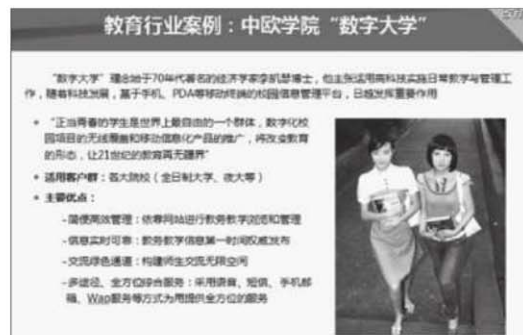 教育行业案例：中欧学院“数字大学”
“数字大学”理念始于70年代著名的经济学家李凯瑟博士，他主张运用高科技实施日常教学与管理工
作，随着科技发展，基于手机、PDA等移动终端的校园信息管理平台，日趋发挥重要作用
“正当青春的学生是世界上最自由的一个群体，数字化校
园项目的无线覆盖和移动信息化产品的推广，将改变教育
的形态，让21世纪的教育再无疆界”
适用客户群：各大院校（全日制大学、夜大等）
主要优点：
-简便高效管理：依靠网站进行教务教学浏览和管理
-信息实时可靠：教务教学信息第一时间权威发布
-交流绿色通道：构建师生交流无限空间
-多途径、全方位综合服务：采用语音、短信、手机邮
箱、Wap服务等方式为用提供全方位的服务